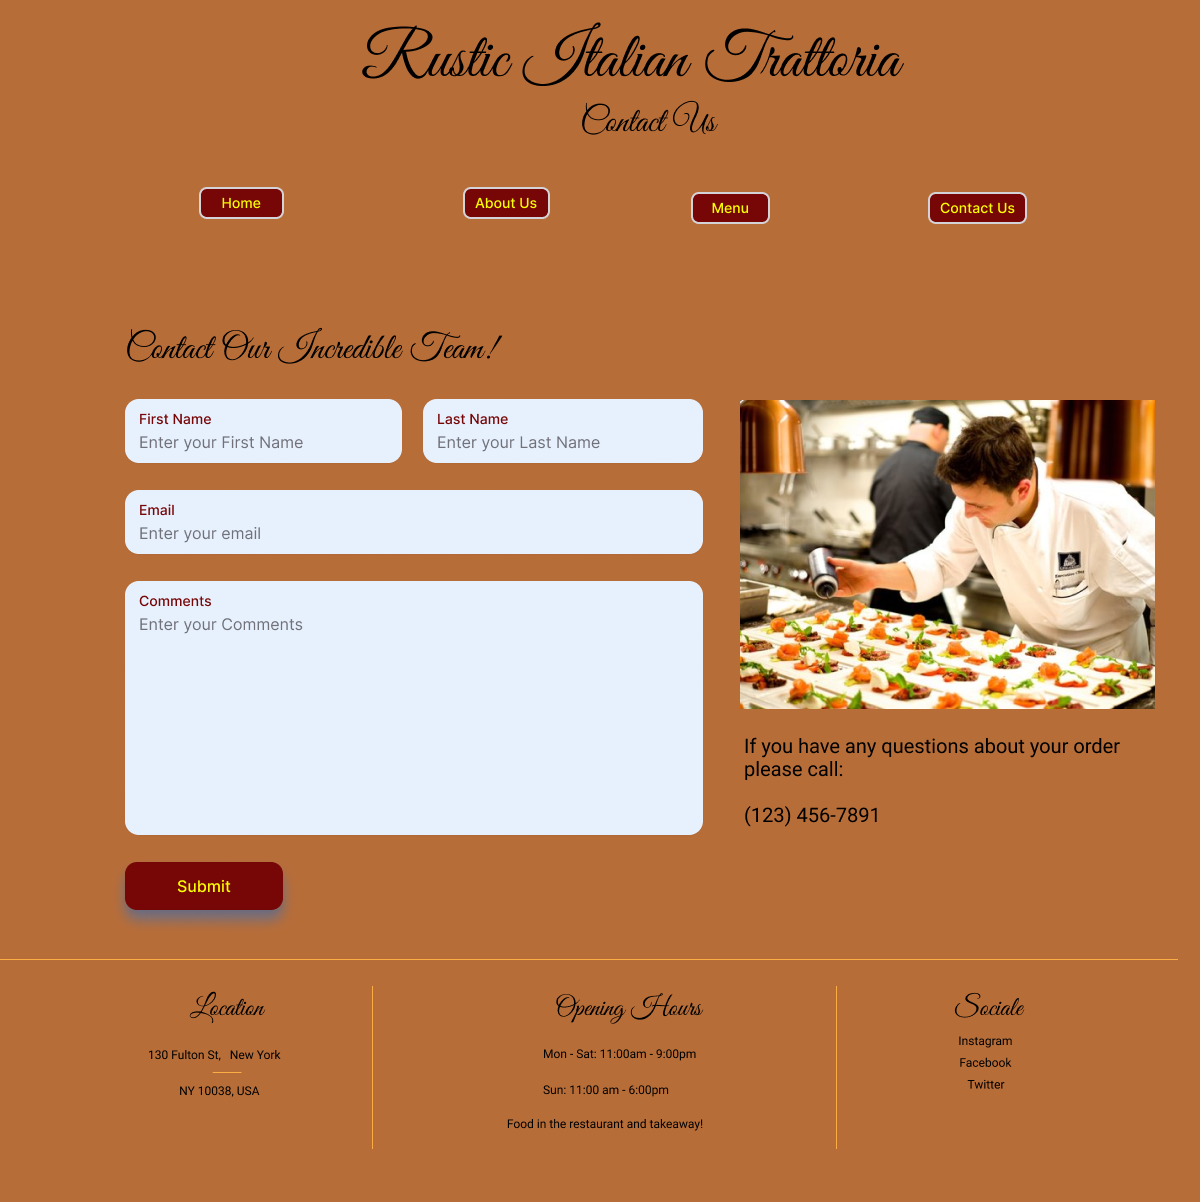 Rustic Italian Trattoria
Contact Us
Home
About Us
Menu
Contact Us
Contact Our Incredible Team!
First Name
Enter your First Name
Last Name
Enter your Last Name
Email
Enter your email
Comments
Enter your Comments
If you have any questions about your order
please call:
(123) 456-7891
Submit
Location
130 Fulton St, New York
NY 10038, USA
Opening Hours
Mon - Sat: 11:00am - 9:00pm
Sun: 11:00 am - 6:00pm
Food in the restaurant and takeaway!
Sociale
Instagram
Facebook
Twitter